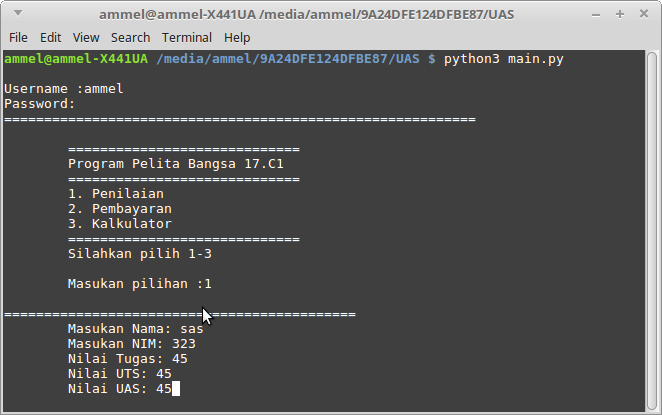 ammel@ammel-X441UA /media/ammel/9A24DFE124DFBE87/UAS
File Edit View Search Terminal Help
ammel@ammel-X441UA /media/ammel/9A24DFE124DFBE87/UAS $ python3 main.py
Username :ammel
Password:
===========================================================
=============================
Program Pelita Bangsa 17.C1
=============================
1. Penilaian
2. Pembayaran
3. Kalkulator
=============================
Silahkan pilih 1-3
Masukan pilihan :1
============================================
Masukan Nama: sas
Masukan NIM: 323
Nilai Tugas: 45
Nilai UTS: 45
Nilai UAS: 45